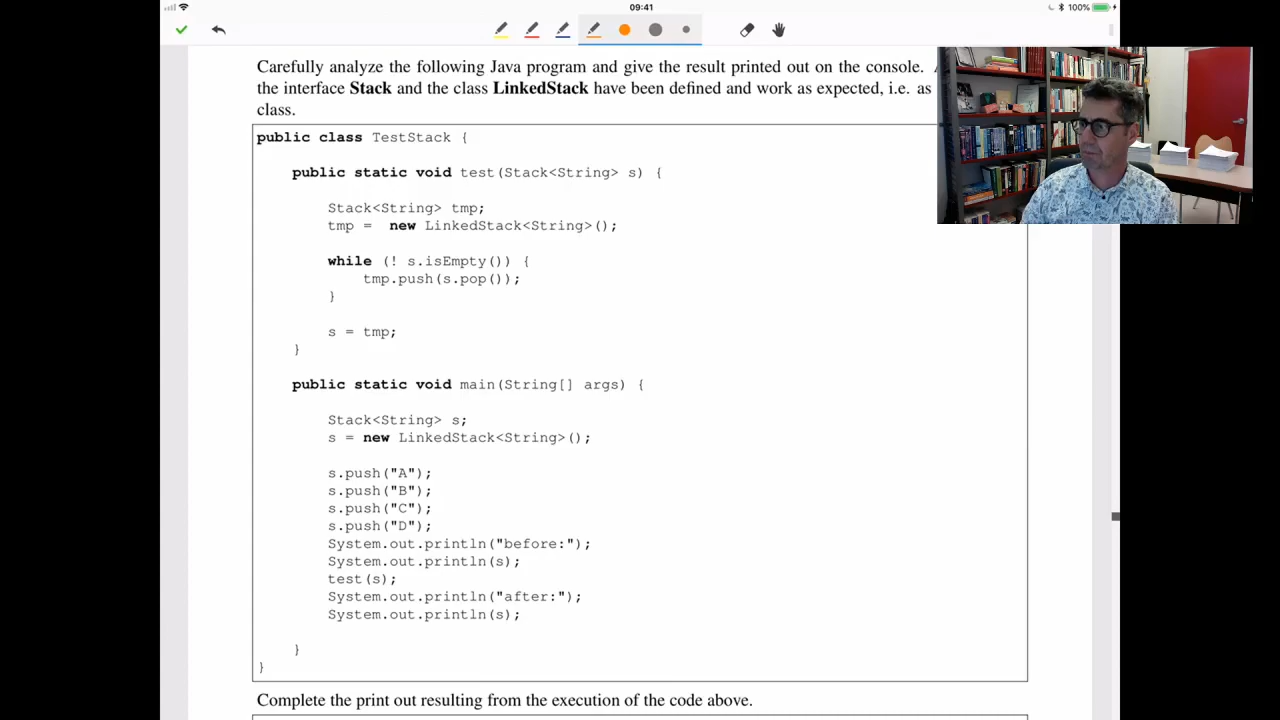 09:41
100%
Carefully analyze the following Java program and give the result printed out on the console.
the interface Stack and the class LinkedStack have been defined and work as expected, i.e. as
class.
public class TestStack {
public static void test(Stack<String> s) {
Stack<String> tmp;
tmp =  new LinkedStack<String>();
while (! s.isEmpty()) {
tmp.push(s.pop());
}
s = tmp;
}
public static void main(String[] args) {
Stack<String> s;
s = new LinkedStack<String>();
s.push("A");
s.push("B");
s.push("C");
s.push("D");
System.out.println("before:");
System.out.println(s);
test(s);
System.out.println("after:");
System.out.println(s);
}
}
Complete the print out resulting from the execution of the code above.